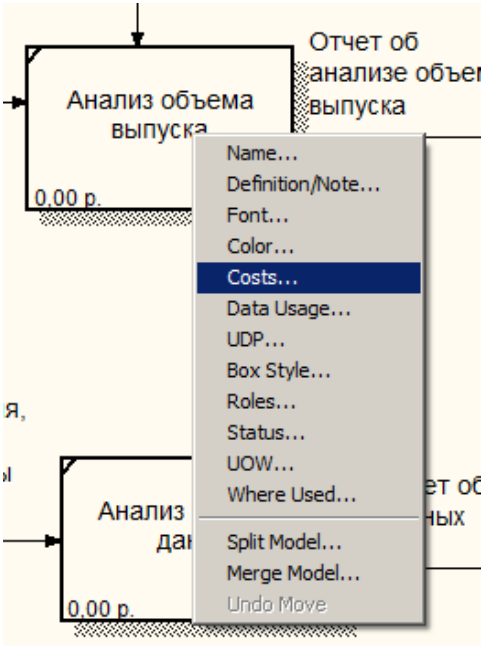 Отчет об
анализе объем
выпуска
Анализ объема
выпуска
0,00 р.
Name...
Definition/Note...
Font...
Color...
Costs...
Data Usage...
UDP...
Box Style...
Roles...
Status...
UOW...
Where Used...
Split Model...
Merge Model...
Undo Move
я,
ы
Анализ
дан
0,00 р.
ет об
ных